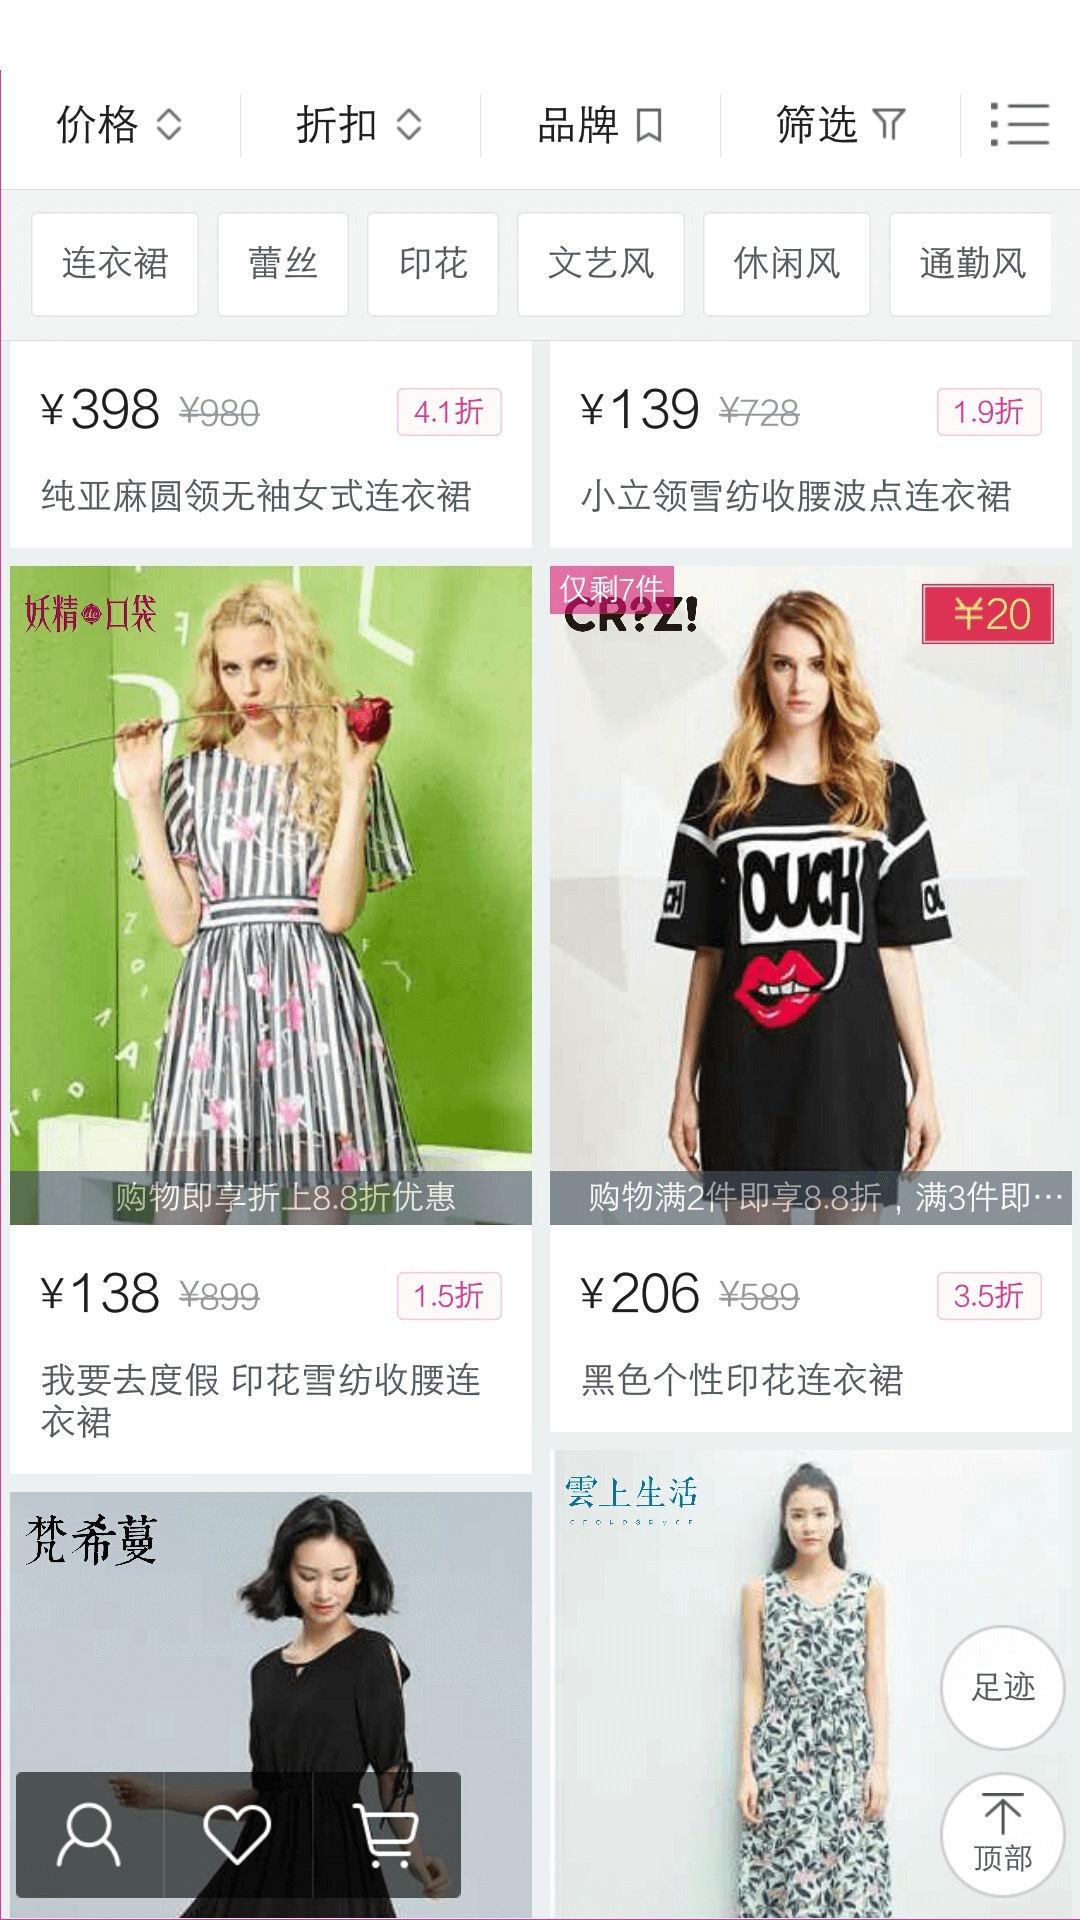 价格
折扣
品牌
筛选
连衣裙
蕾丝
印花
文艺风
休闲风
通勤风
¥398 ¥980
4.1折
纯亚麻圆领无袖女式连衣裙
¥139 ¥728
1.9折
小立领雪纺收腰波点连衣裙
妖精de口袋
购物即享折上8.8折优惠
¥138 ¥899
1.5折
我要去度假 印花雪纺收腰连
衣裙
仅剩7件
CR?Z!
¥20
OUCH
CH
OU
购物满2件即享8.8折，满3件即…
¥206 ¥589
3.5折
黑色个性印花连衣裙
梵希蔓
雲上生活
足迹
顶部